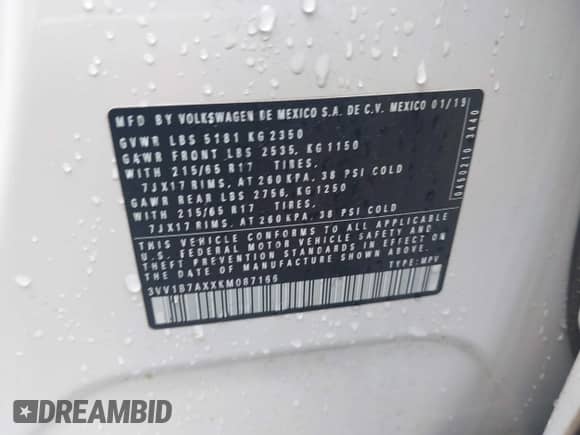 MFD BY VOLKSWAGEN DE MEXICO S.A. DE C.V. MEXICO 01/19
GVWR LBS 5181 KG 2350
GAWR FRONT LBS 2535, KG 1150
WITH 215/65 R17 TIRES.
7JX17 RIMS, AT 260 KPA, 38 PSI COLD
GAWR REAR LBS 2756, KG 1250
WITH 215/65 R17 TIRES.
7JX17 RIMS, AT 260 KPA, 38 PSI COLD
THIS VEHICLE CONFORMS TO ALL APPLICABLE
U.S. FEDERAL MOTOR VEHICLE SAFETY AND
THEFT PREVENTION STANDARDS IN EFFECT ON
THE DATE OF MANUFACTURE SHOWN ABOVE.
3VV1B7AXXKM087165 TYPE: MPV
0450210 3440
DREAMBID